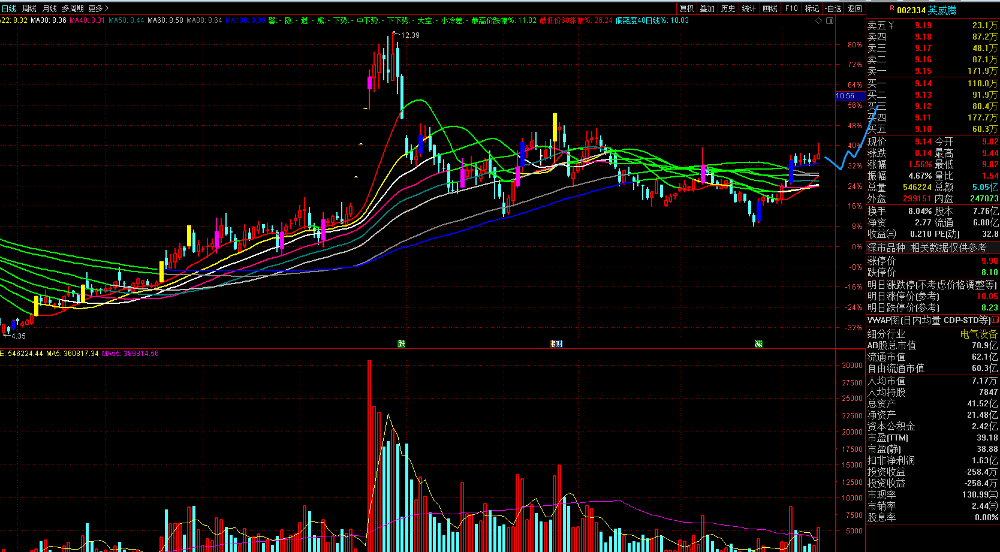 日线 周线 月线 多周期 更多>
复权 叠加 历史 统计 画线 F10 标记 -自选 返回
A22: 8.32 MA30: 8.36 MA40: 8.31 MA50: 8.44 MA60: 8.58 MA88: 8.64 MA100: 8.89 警: - 撤: - 退: - 熊: - 下势: - 中下势: - 下下势: - 大空: - 小冷差: - 最高价跌幅%: 11.82 最低价60涨幅%: 26.24 偏离度40日线%: 10.03
12.39
4.35
80%
72%
64%
10.56
56%
48%
40%
32%
24%
16%
8%
0%
-8%
-16%
-24%
-32%
跌
财
减
E: 546224.44 MA5: 360817.34 MA55: 389814.56
30000
27500
25000
22500
20000
17500
15000
12500
10000
7500
5000
R 002334 英威腾
卖五 ¥ 9.19 23.1万
卖四 9.18 87.2万
卖三 9.17 48.1万
卖二 9.16 87.1万
卖一 9.15 171.9万
买一 9.14 110.0万
买二 9.13 91.9万
买三 9.12 80.4万
买四 9.11 177.7万
买五 9.10 60.3万
现价 9.14 今开 9.02
涨跌 0.14 最高 9.44
涨幅 1.56% 最低 9.02
振幅 4.67% 量比 1.54
总量 546224 总额 5.05亿
外盘 299151 内盘 247073
换手 8.04% 股本 7.76亿
净资 2.77 流通 6.80亿
收益㈢ 0.210 PE(动) 32.8
深市品种 相关数据仅供参考
涨停价 9.90
跌停价 8.10
明日涨跌停(不考虑价格调整等)
明日涨停价(参考) 10.05
明日跌停价(参考) 8.23
VWAP图(日内均量 CDP-STD等)
细分行业 电气设备
AB股总市值 70.9亿
流通市值 62.1亿
自由流通市值 60.3亿
人均市值 7.17万
人均持股 7847
总资产 41.52亿
净资产 21.48亿
资本公积金 2.42亿
市盈(TTM) 39.18
市盈(静) 38.88
扣非净利润 1.63亿
投资收益 -258.4万
投资收益 -258.4万
市现率 130.99㈢
市销率 2.44㈢
股息率 0.00%